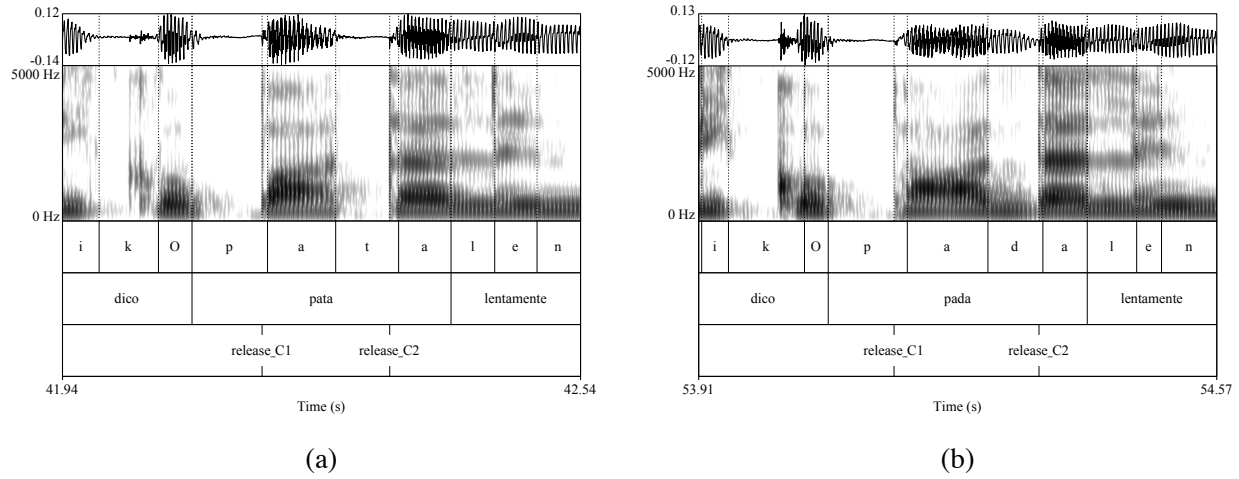 0.12
-0.14
5000 Hz
0 Hz
i k O p a t a l e n
dico pata lentamente
release_C1 release_C2
41.94 42.54
Time (s)
(a)
0.13
-0.12
5000 Hz
0 Hz
i k O p a d a l e n
dico pada lentamente
release_C1 release_C2
53.91 54.57
Time (s)
(b)